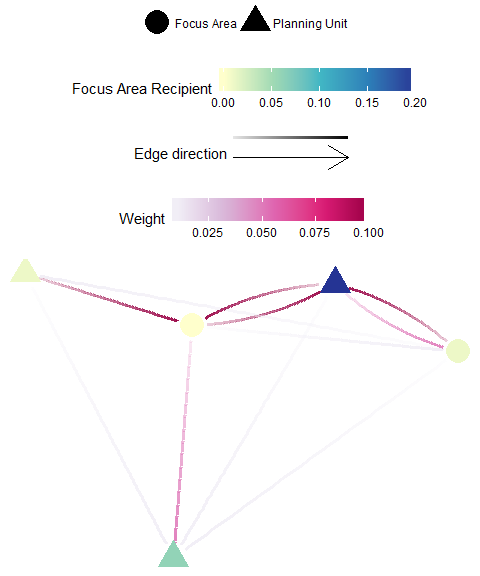 Focus Area Planning Unit
Focus Area Recipient
0.00 0.05 0.10 0.15 0.20
Edge direction
Weight
0.025 0.050 0.075 0.100